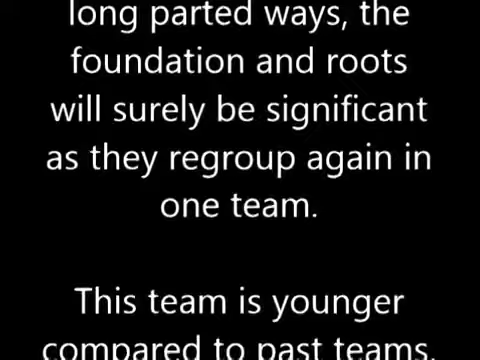 long parted ways, the
foundation and roots
will surely be significant
as they regroup again in
one team.
This team is younger
compared to past teams.